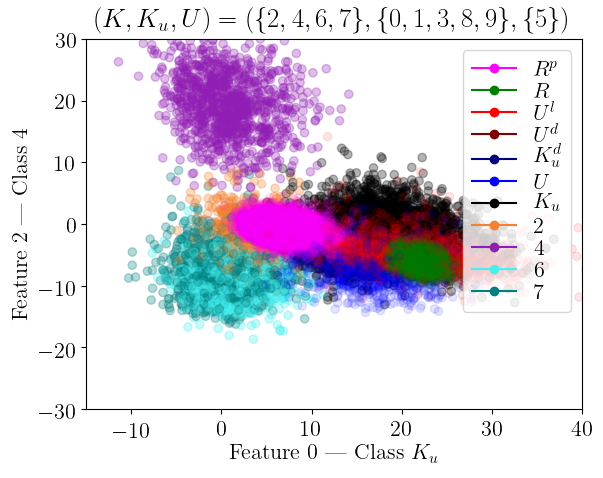 (K, K_u, U) = ({2, 4, 6, 7}, {0, 1, 3, 8, 9}, {5})
30
20
10
0
−10
−20
−30
Feature 2 — Class 4
R^p
R
U^l
U^d
K_u^d
U
K_u
2
4
6
7
−10
0
10
20
30
40
Feature 0 — Class K_u